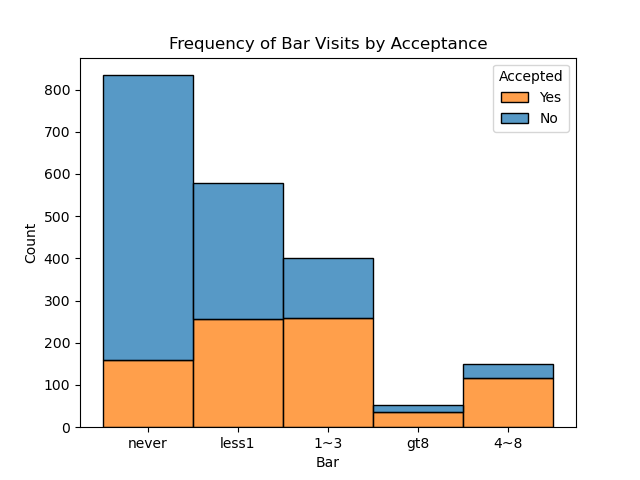 Frequency of Bar Visits by Acceptance
Accepted
Yes
No
Count
800
700
600
500
400
300
200
100
0
never less1 1~3 gt8 4~8
Bar